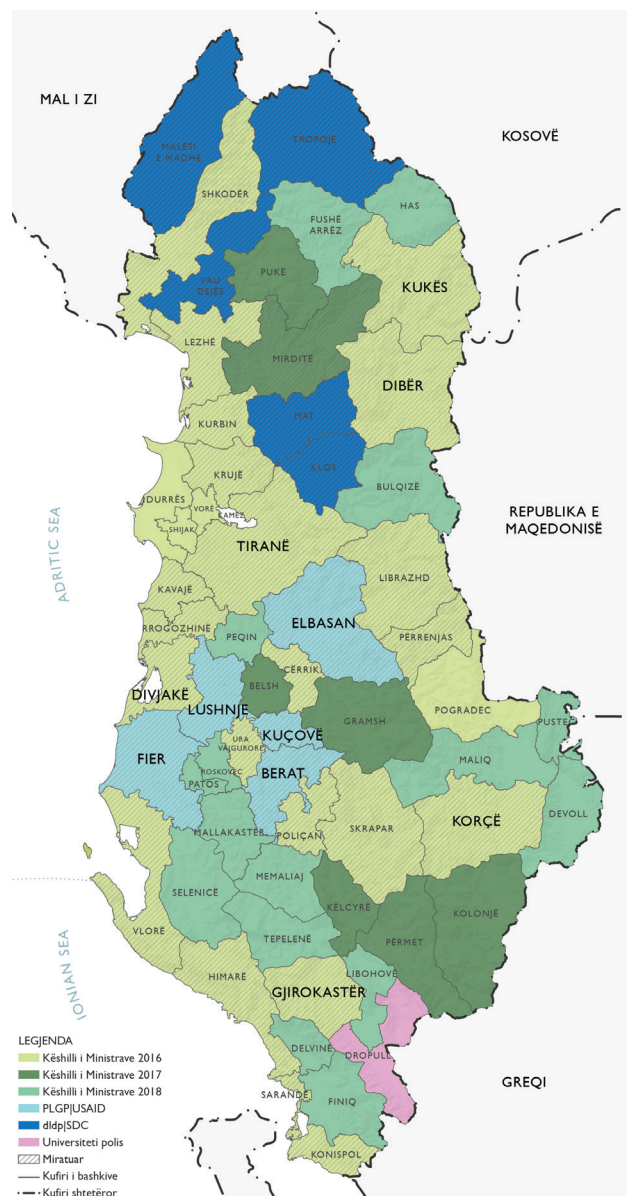 MAL I ZI
KOSOVË
MALËSI
E MADHE
TROPOJË
SHKODËR
HAS
FUSHË
ARRËZ
PUKË
VAU
DEJËS
KUKËS
LEZHË
MIRDITË
DIBËR
MAT
KURBIN
KLOS
KRUJË
BULQIZË
DURRËS
VORË
KAMËZ
SHIJAK
REPUBLIKA E
MAQEDONISË
TIRANË
ADRITIC SEA
LIBRAZHD
KAVAJË
ELBASAN
RROGOZHINË
PEQIN
PËRRENJAS
CËRRIK
BELSH
DIVJAKË
LUSHNJE
POGRADEC
GRAMSH
PUSTEC
KUÇOVË
URA
VAJGURORE
FIER
MALIQ
ROSKOVEC
BERAT
PATOS
DEVOLL
KORÇË
MALLAKASTËR
POLIÇAN
SKRAPAR
MEMALIAJ
SELENICË
KËLCYRË
KOLONJË
VLORË
TEPELENË
PËRMET
IONIAN SEA
HIMARË
LIBOHOVË
GJIROKASTËR
DELVINË
DROPULL
GREQI
SARANDË
FINIQ
KONISPOL
LEGJENDA
Këshilli i Ministrave 2016
Këshilli i Ministrave 2017
Këshilli i Ministrave 2018
PLGP|USAID
dldp|SDC
Universiteti polis
Miratuar
Kufiri i bashkive
Kufiri shtetëror